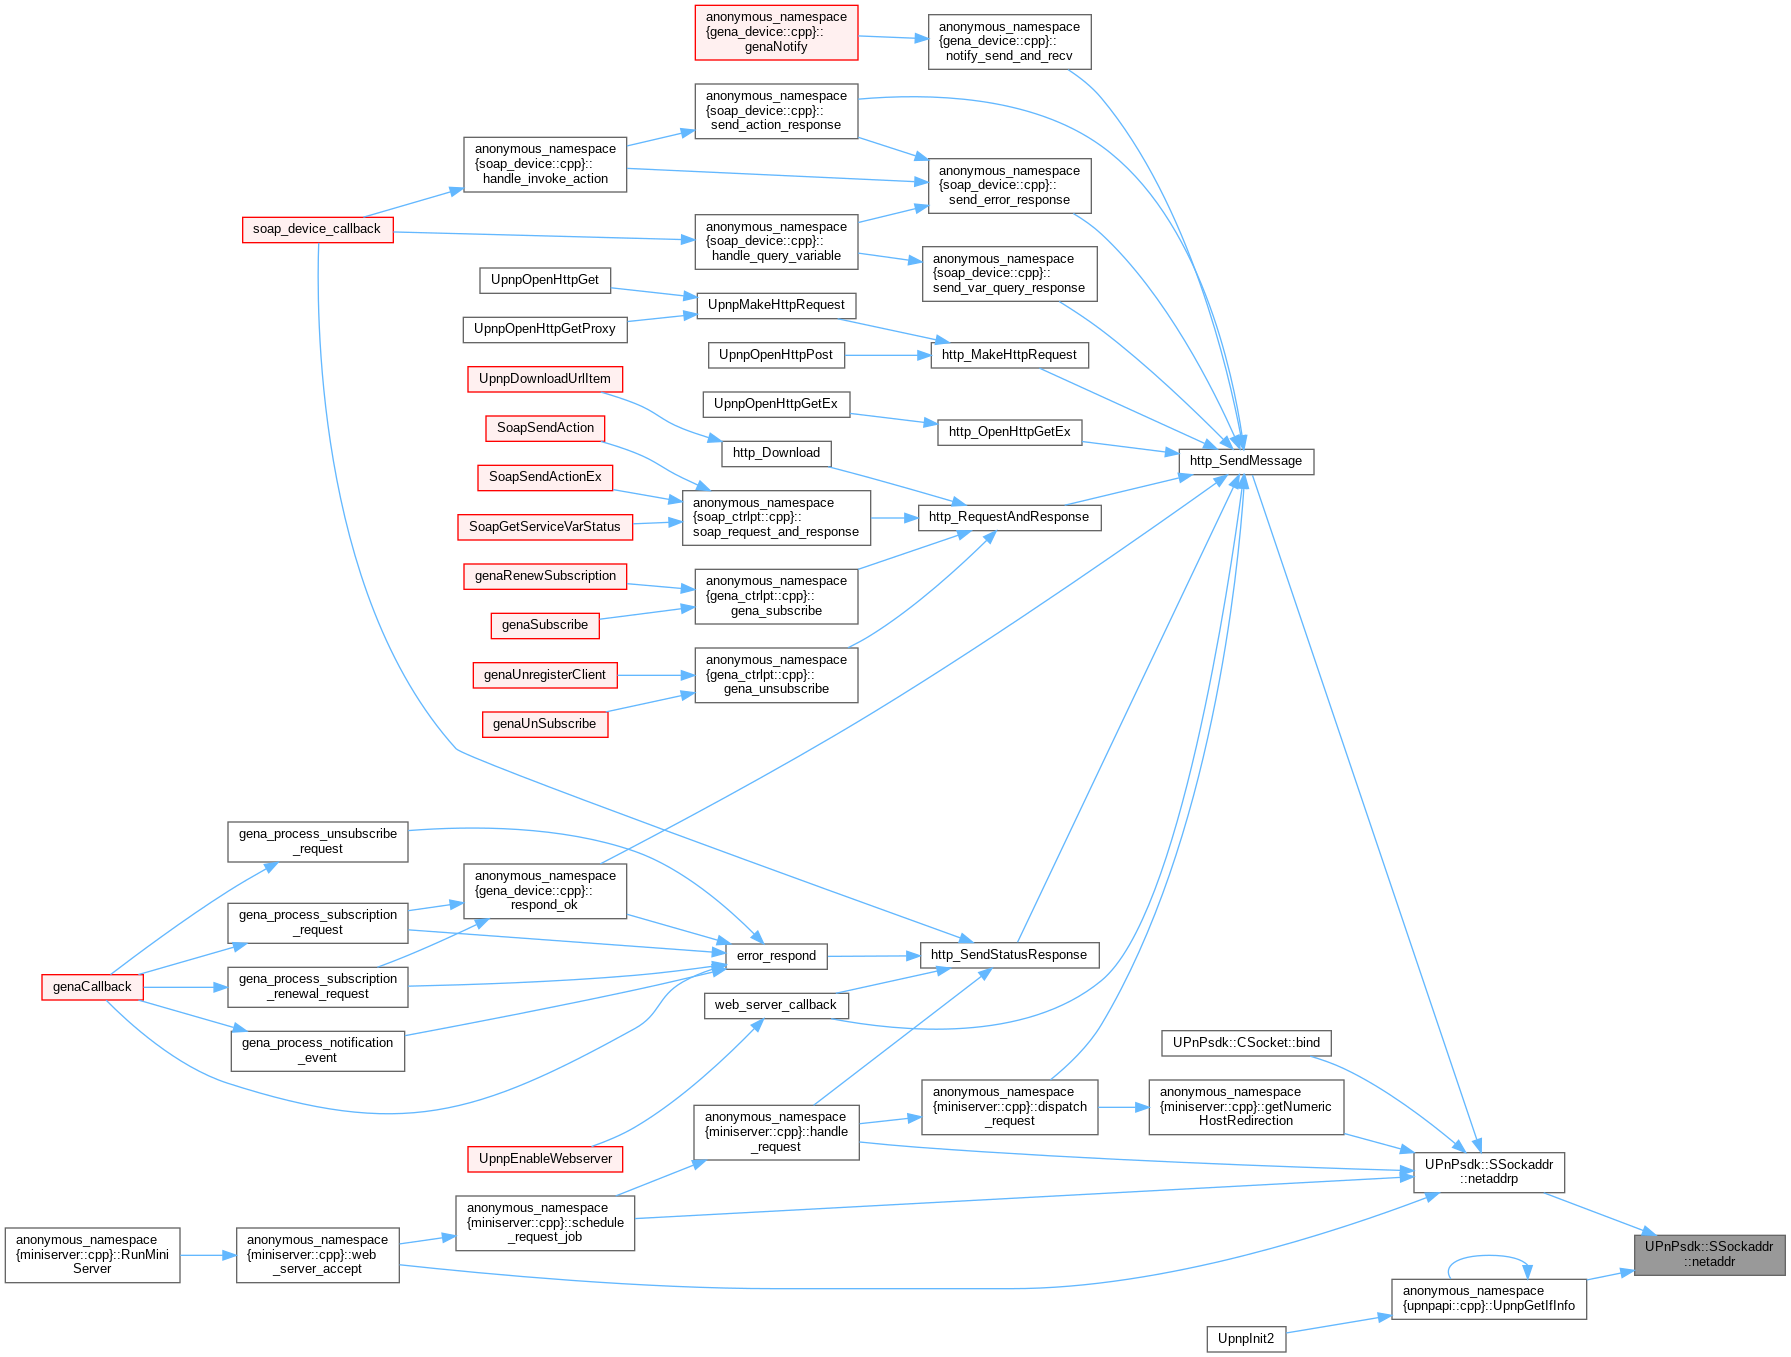 anonymous_namespace
{gena_device::cpp}::
genaNotify
anonymous_namespace
{gena_device::cpp}::
notify_send_and_recv
anonymous_namespace
{soap_device::cpp}::
send_action_response
anonymous_namespace
{soap_device::cpp}::
handle_invoke_action
anonymous_namespace
{soap_device::cpp}::
send_error_response
soap_device_callback
anonymous_namespace
{soap_device::cpp}::
handle_query_variable
anonymous_namespace
{soap_device::cpp}::
send_var_query_response
UpnpOpenHttpGet
UpnpMakeHttpRequest
UpnpOpenHttpGetProxy
UpnpOpenHttpPost
http_MakeHttpRequest
UpnpDownloadUrlItem
UpnpOpenHttpGetEx
http_OpenHttpGetEx
SoapSendAction
http_Download
http_SendMessage
SoapSendActionEx
anonymous_namespace
{soap_ctrlpt::cpp}::
soap_request_and_response
http_RequestAndResponse
SoapGetServiceVarStatus
genaRenewSubscription
anonymous_namespace
{gena_ctrlpt::cpp}::
gena_subscribe
genaSubscribe
genaUnregisterClient
anonymous_namespace
{gena_ctrlpt::cpp}::
gena_unsubscribe
genaUnSubscribe
gena_process_unsubscribe
_request
anonymous_namespace
{gena_device::cpp}::
respond_ok
gena_process_subscription
_request
error_respond
http_SendStatusResponse
genaCallback
gena_process_subscription
_renewal_request
web_server_callback
gena_process_notification
_event
UPnPsdk::CSocket::bind
anonymous_namespace
{miniserver::cpp}::dispatch
_request
anonymous_namespace
{miniserver::cpp}::getNumeric
HostRedirection
anonymous_namespace
{miniserver::cpp}::handle
_request
UpnpEnableWebserver
UPnPsdk::SSockaddr
::netaddrp
anonymous_namespace
{miniserver::cpp}::schedule
_request_job
anonymous_namespace
{miniserver::cpp}::RunMini
Server
anonymous_namespace
{miniserver::cpp}::web
_server_accept
UPnPsdk::SSockaddr
::netaddr
anonymous_namespace
{upnpapi::cpp}::UpnpGetIfInfo
UpnpInit2